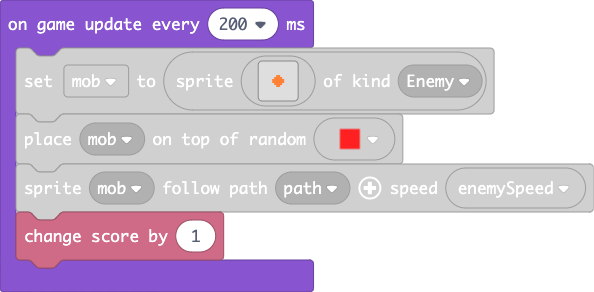 on game update every 200 ms
set mob to sprite of kind Enemy
place mob on top of random
sprite mob follow path path speed enemySpeed
change score by 1